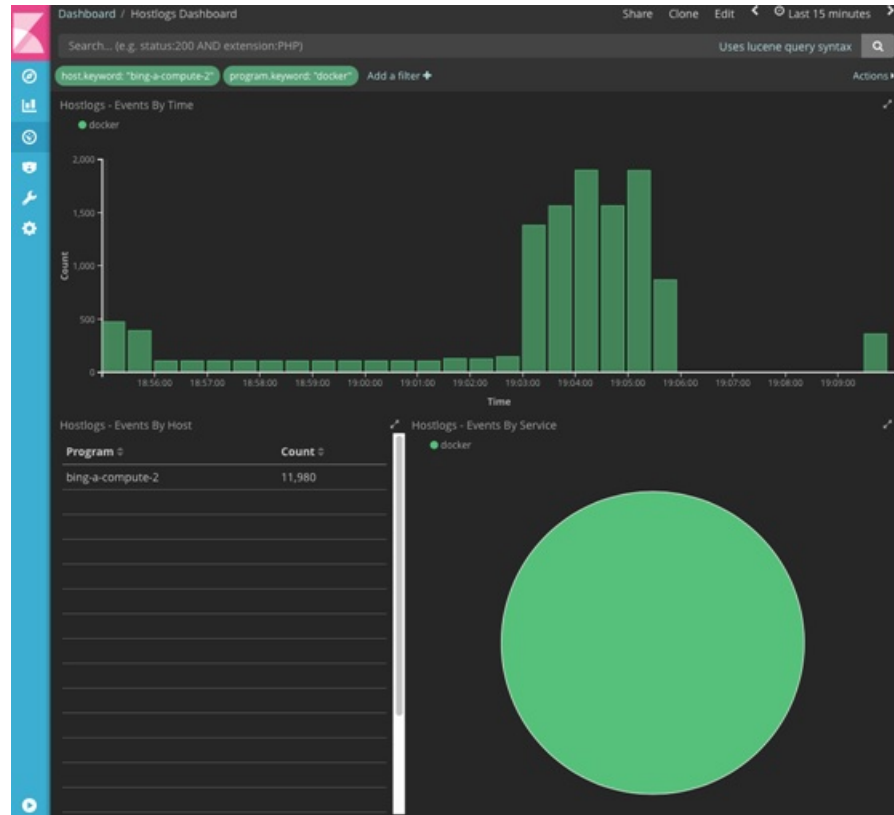 Dashboard / Hostlogs Dashboard Share Clone Edit Last 15 minutes
Search... (e.g. status:200 AND extension:PHP) Uses lucene query syntax
host.keyword: "bing-a-compute-2" program.keyword: "docker" Add a filter + Actions
Hostlogs - Events By Time
docker
2,000
1,500
1,000
500
0
Count
18:56:00 18:57:00 18:58:00 18:59:00 19:00:00 19:01:00 19:02:00 19:03:00 19:04:00 19:05:00 19:06:00 19:07:00 19:08:00 19:09:00
Time
Hostlogs - Events By Host
Program Count
bing-a-compute-2 11,980
Hostlogs - Events By Service
docker